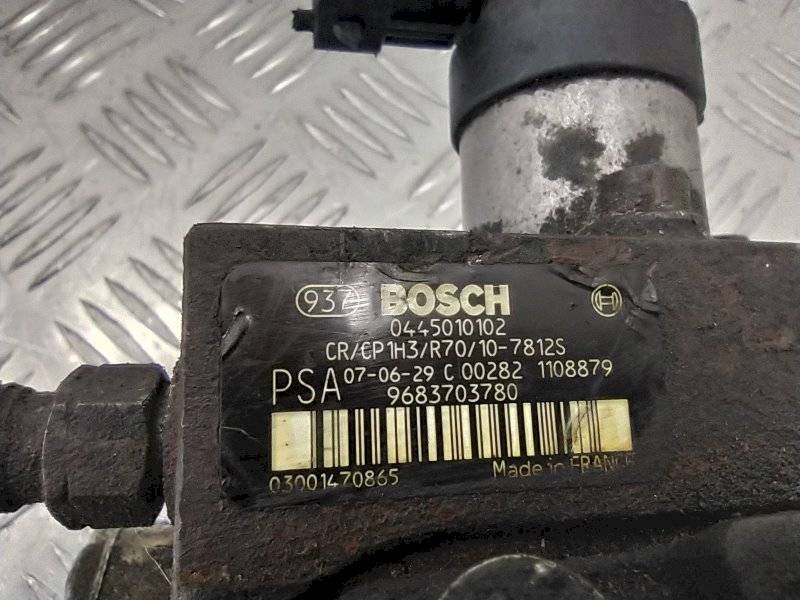 937 BOSCH
0445010102
CR/CP1H3/R70/10-7812S
PSA 07-06-29 C 00282 1108879
9683703780
03001470865 Made in FRANCE